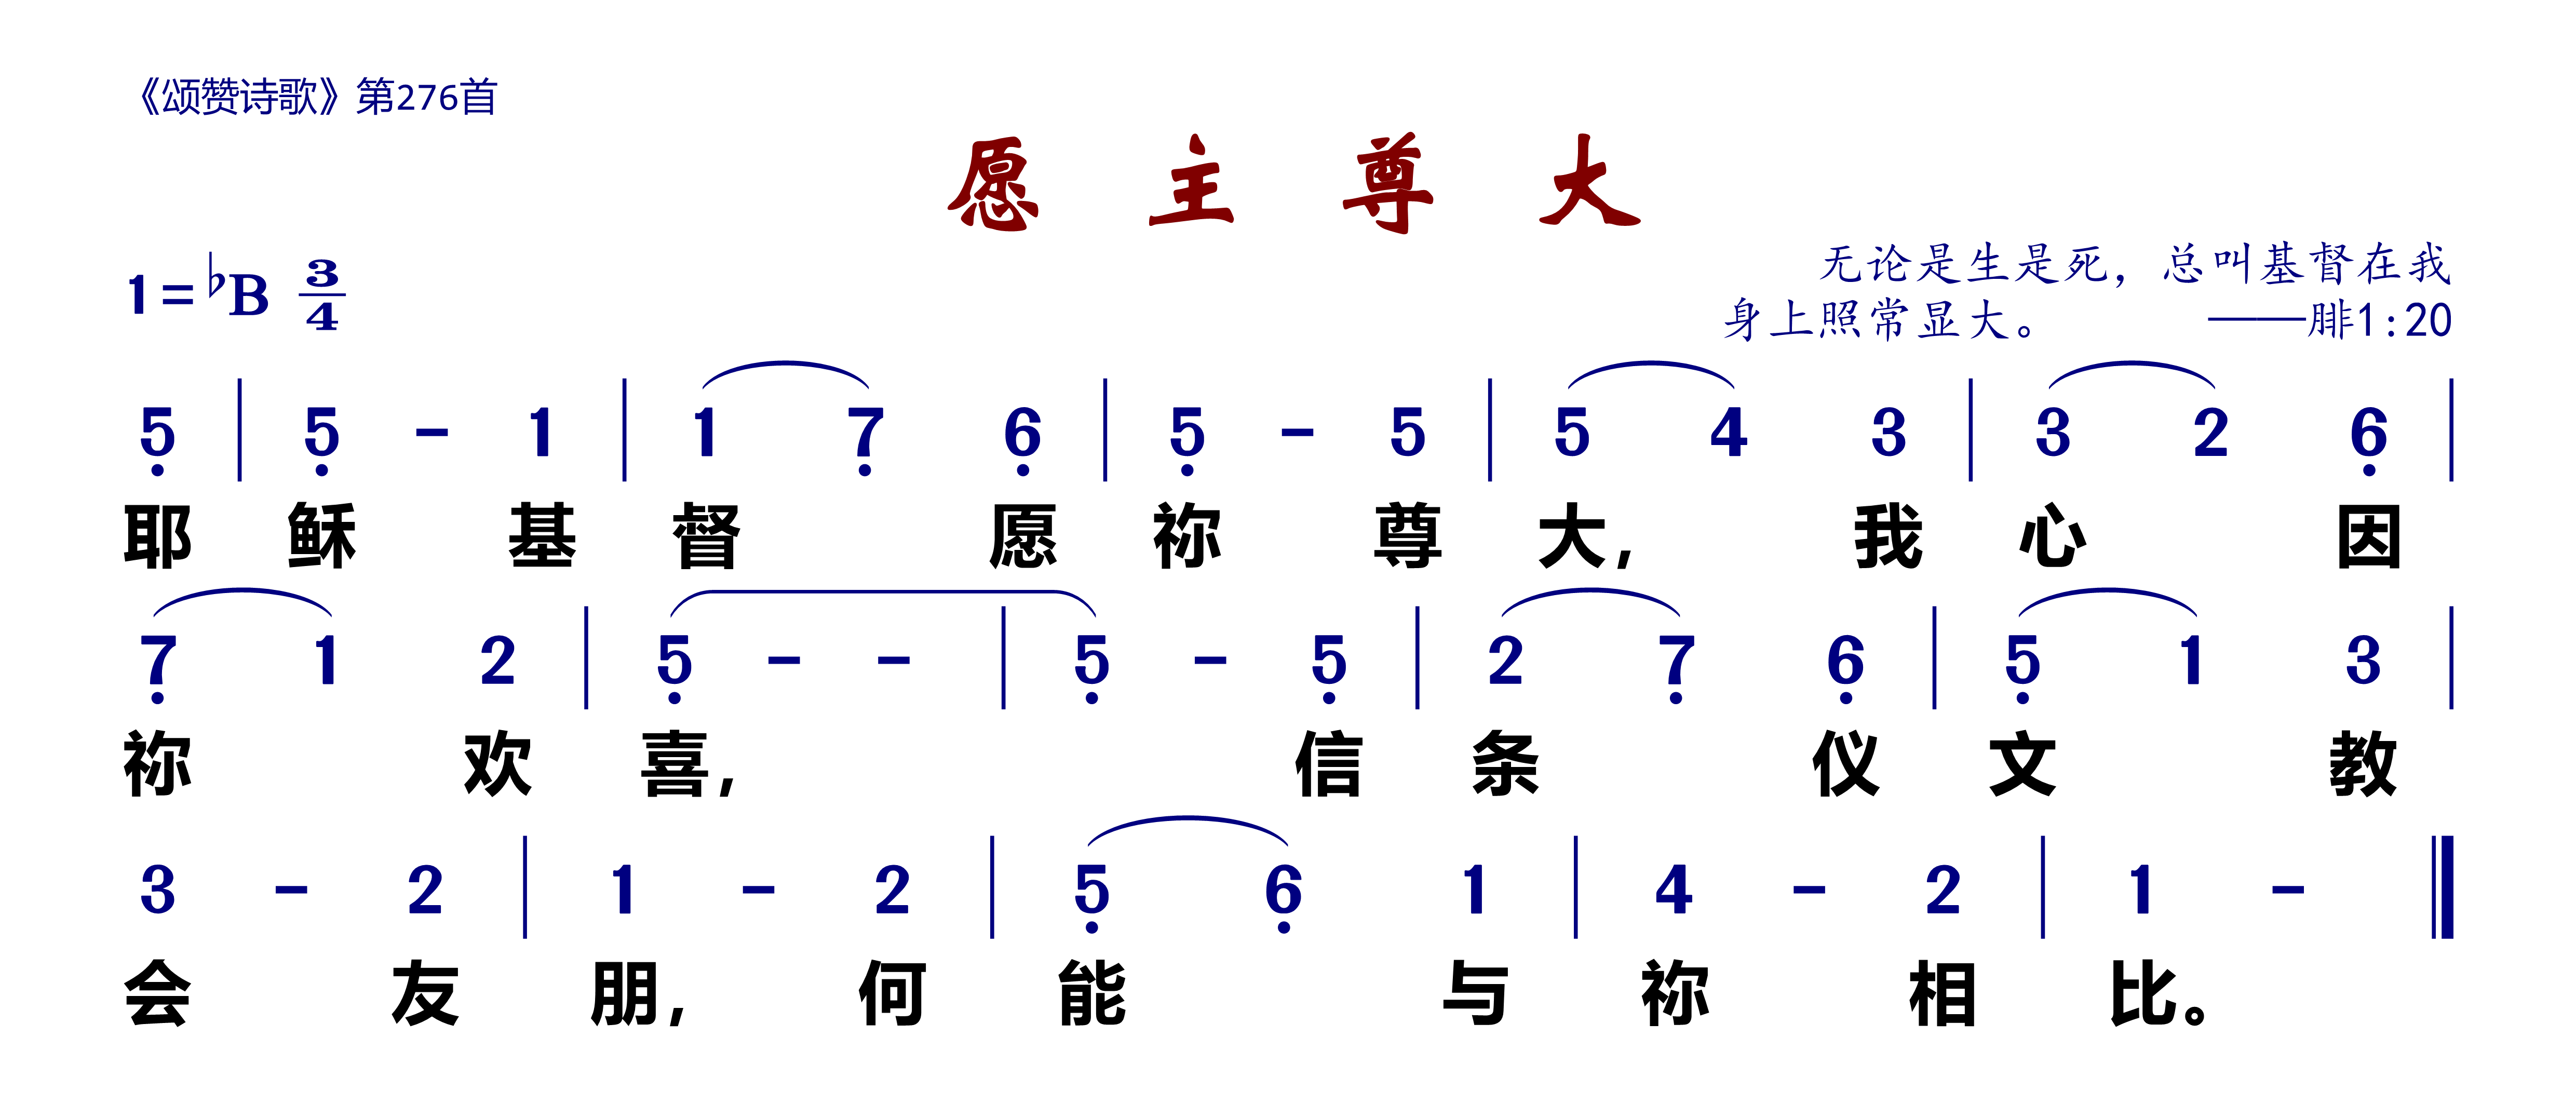 《颂赞诗歌》第276首
愿主尊大
1=♭B 3/4
无论是生是死，总叫基督在我
身上照常显大。 ——腓1:20
5̣ | 5̣ - 1 | 1 7̣ 6̣ | 5̣ - 5 | 5 4 3 | 3 2 6̣ |
耶 稣 基 督 愿 祢 尊 大， 我 心 因
7̣ 1 2 | 5̣ - - | 5̣ - 5̣ | 2 7̣ 6̣ | 5̣ 1 3 |
祢 欢 喜， 信 条 仪 文 教
3 - 2 | 1 - 2 | 5̣ 6̣ 1 | 4 - 2 | 1 - ‖
会 友 朋， 何 能 与 祢 相 比。